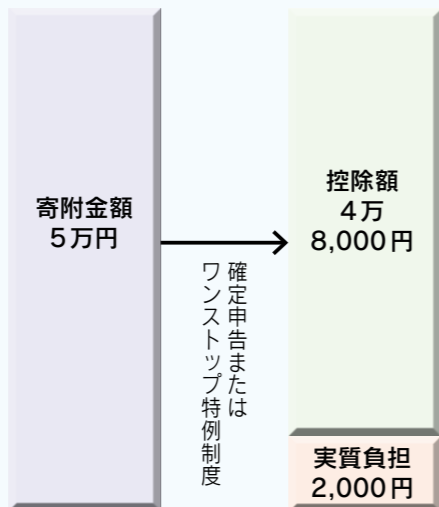 寄附金額
5万円
確定申告または
ワンストップ特例制度
控除額
4万
8,000円
実質負担
2,000円